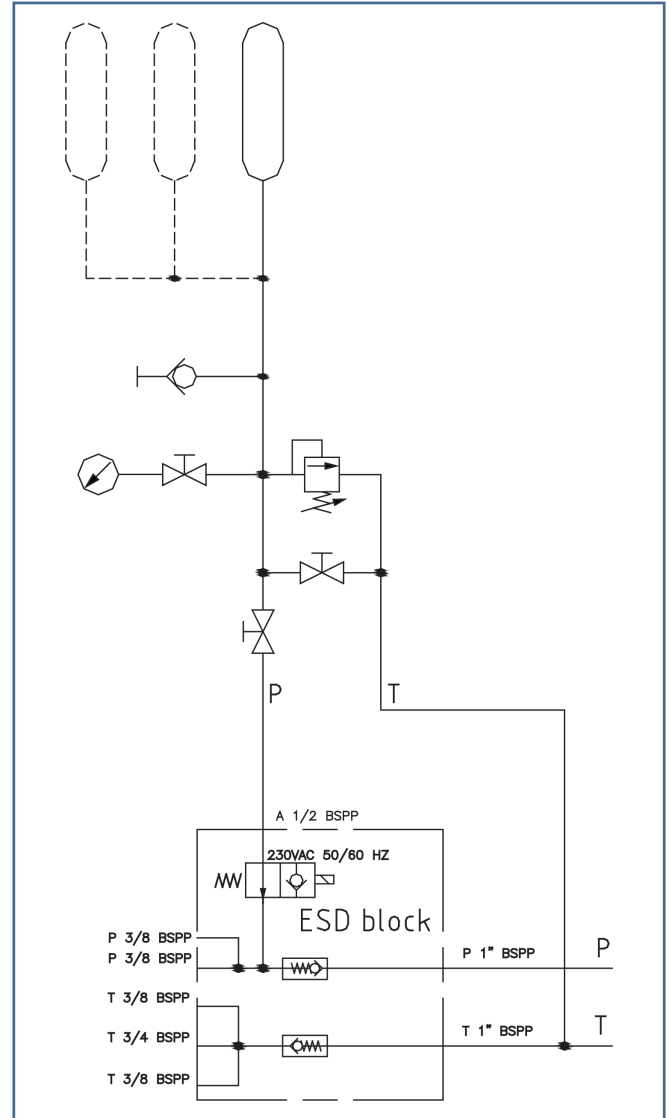 P
T
A 1/2 BSPP
230VAC 50/60 HZ
ESD block
P 3/8 BSPP
P 3/8 BSPP
P 1" BSPP
P
T 3/8 BSPP
T 3/4 BSPP
T 1" BSPP
T
T 3/8 BSPP